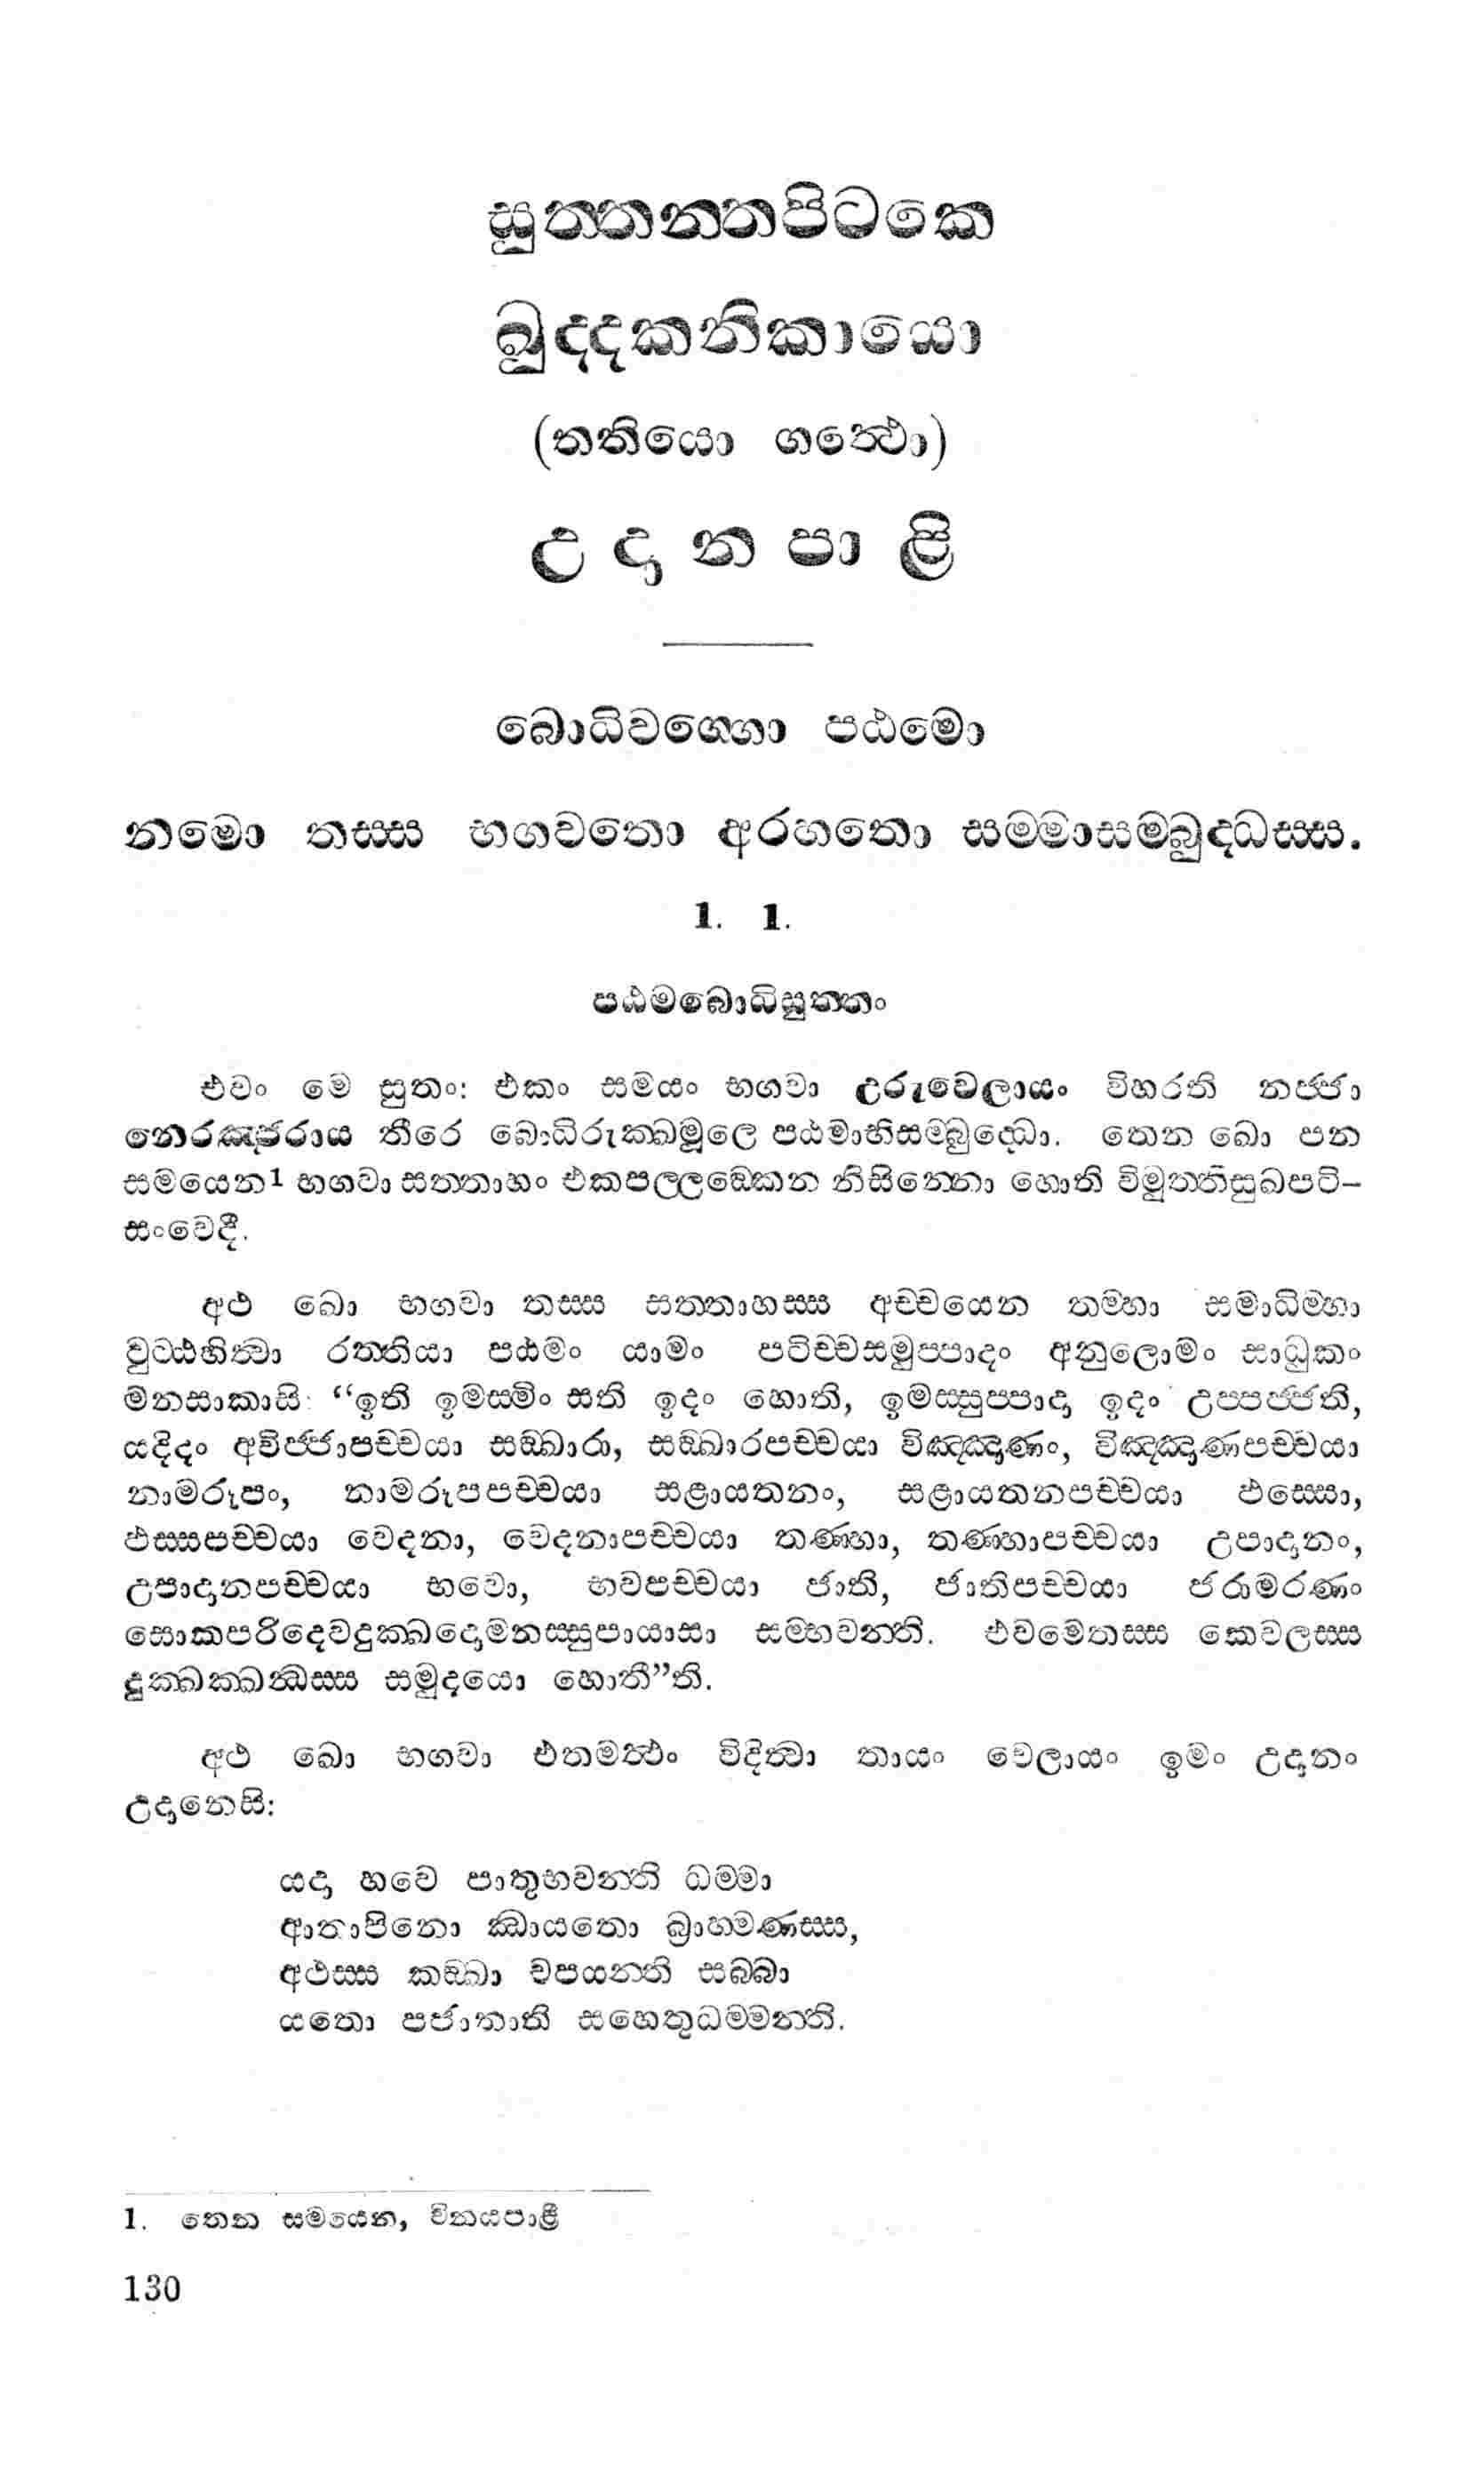 සුත්තන්තපිටකෙ
ඛුද්දකනිකායො
(තතියො ගන්ථො)
උ දා න පා ළි
බොධිවග්ගො පඨමො
නමො තස්ස භගවතො අරහතො සම්මාසම්බුද්ධස්ස.
1. 1.
පඨමබොධිසුත්තං
එවං මෙ සුතං: එකං සමයං භගවා උරුවෙලායං විහරති නජ්ජා
නෙරඤ්ජරාය තීරෙ බොධිරුක්ඛමූලෙ පඨමාභිසම්බුද්ධො. තෙන ඛො පන
සමයෙන1 භගවා සත්තාහං එකපල්ලඞ්කෙන නිසින්නො හොති විමුත්තිසුඛපටි-
සංවෙදී.
අථ ඛො භගවා තස්ස සත්තාහස්ස අච්චයෙන තම්හා සමාධිම්හා
වුට්ඨහිත්වා රත්තියා පඨමං යාමං පටිච්චසමුප්පාදං අනුලොමං සාධුකං
මනසාකාසි: “ඉති ඉමස්මිං සති ඉදං හොති, ඉමස්සුප්පාදා ඉදං උප්පජ්ජති,
යදිදං අවිජ්ජාපච්චයා සඞ්ඛාරා, සඞ්ඛාරපච්චයා විඤ්ඤාණං, විඤ්ඤාණපච්චයා
නාමරූපං, නාමරූපපච්චයා සළායතනං, සළායතනපච්චයා ඵස්සො,
ඵස්සපච්චයා වෙදනා, වෙදනාපච්චයා තණ්හා, තණ්හාපච්චයා උපාදානං,
උපාදානපච්චයා භවො, භවපච්චයා ජාති, ජාතිපච්චයා ජරාමරණං
සොකපරිදෙවදුක්ඛදොමනස්සුපායාසා සම්භවන්ති. එවමෙතස්ස කෙවලස්ස
දුක්ඛක්ඛන්ධස්ස සමුදයො හොතී”ති.
අථ ඛො භගවා එතමත්ථං විදිත්වා තායං වෙලායං ඉමං උදානං
උදානෙසි:
යදා හවෙ පාතුභවන්ති ධම්මා
ආතාපිනො ඣායතො බ්‍රාහ්මණස්ස,
අථස්ස කඞ්ඛා වපයන්ති සබ්බා
යතො පජානාති සහෙතුධම්මන්ති.
1. තෙන සමයෙන, විනයපාළි
130